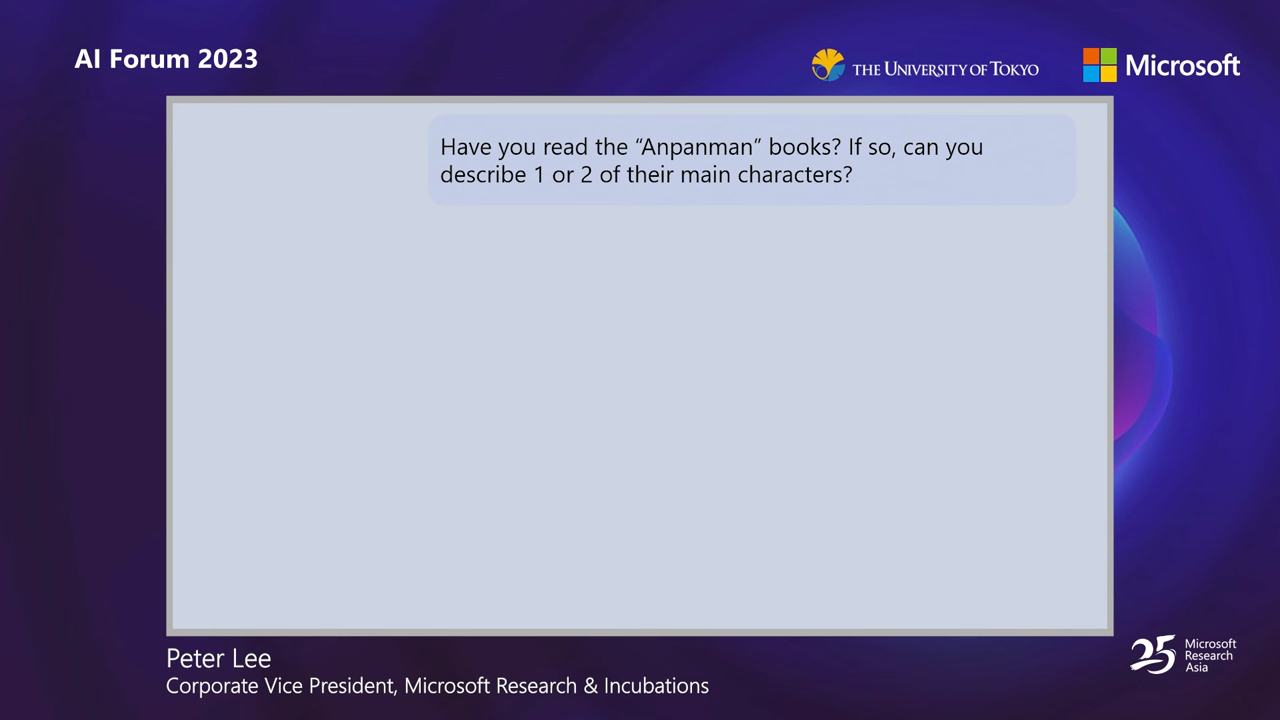 AI Forum 2023
THE UNIVERSITY OF TOKYO
Microsoft
Have you read the “Anpanman” books? If so, can you
describe 1 or 2 of their main characters?
Peter Lee
Corporate Vice President, Microsoft Research & Incubations
25
Microsoft
Research
Asia